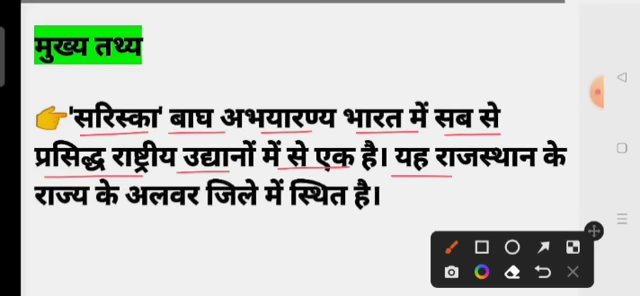 मुख्य तथ्य
👉'सरिस्का' बाघ अभयारण्य भारत में सब से
प्रसिद्ध राष्ट्रीय उद्यानों में से एक है। यह राजस्थान के
राज्य के अलवर जिले में स्थित है।